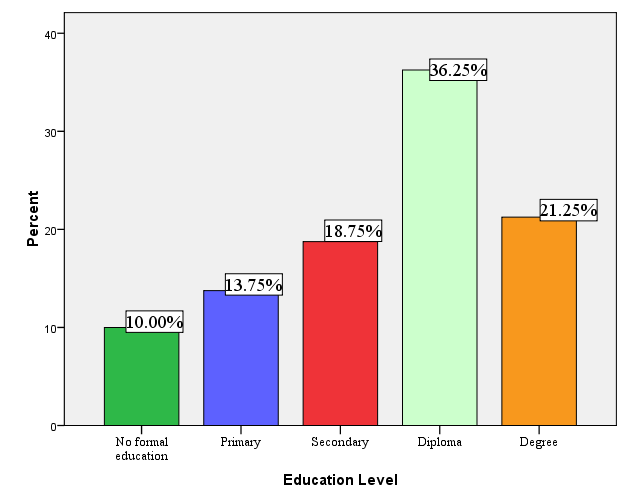 40
30
20
10
0
Percent
10.00%
13.75%
18.75%
36.25%
21.25%
No formal
education
Primary
Secondary
Diploma
Degree
Education Level